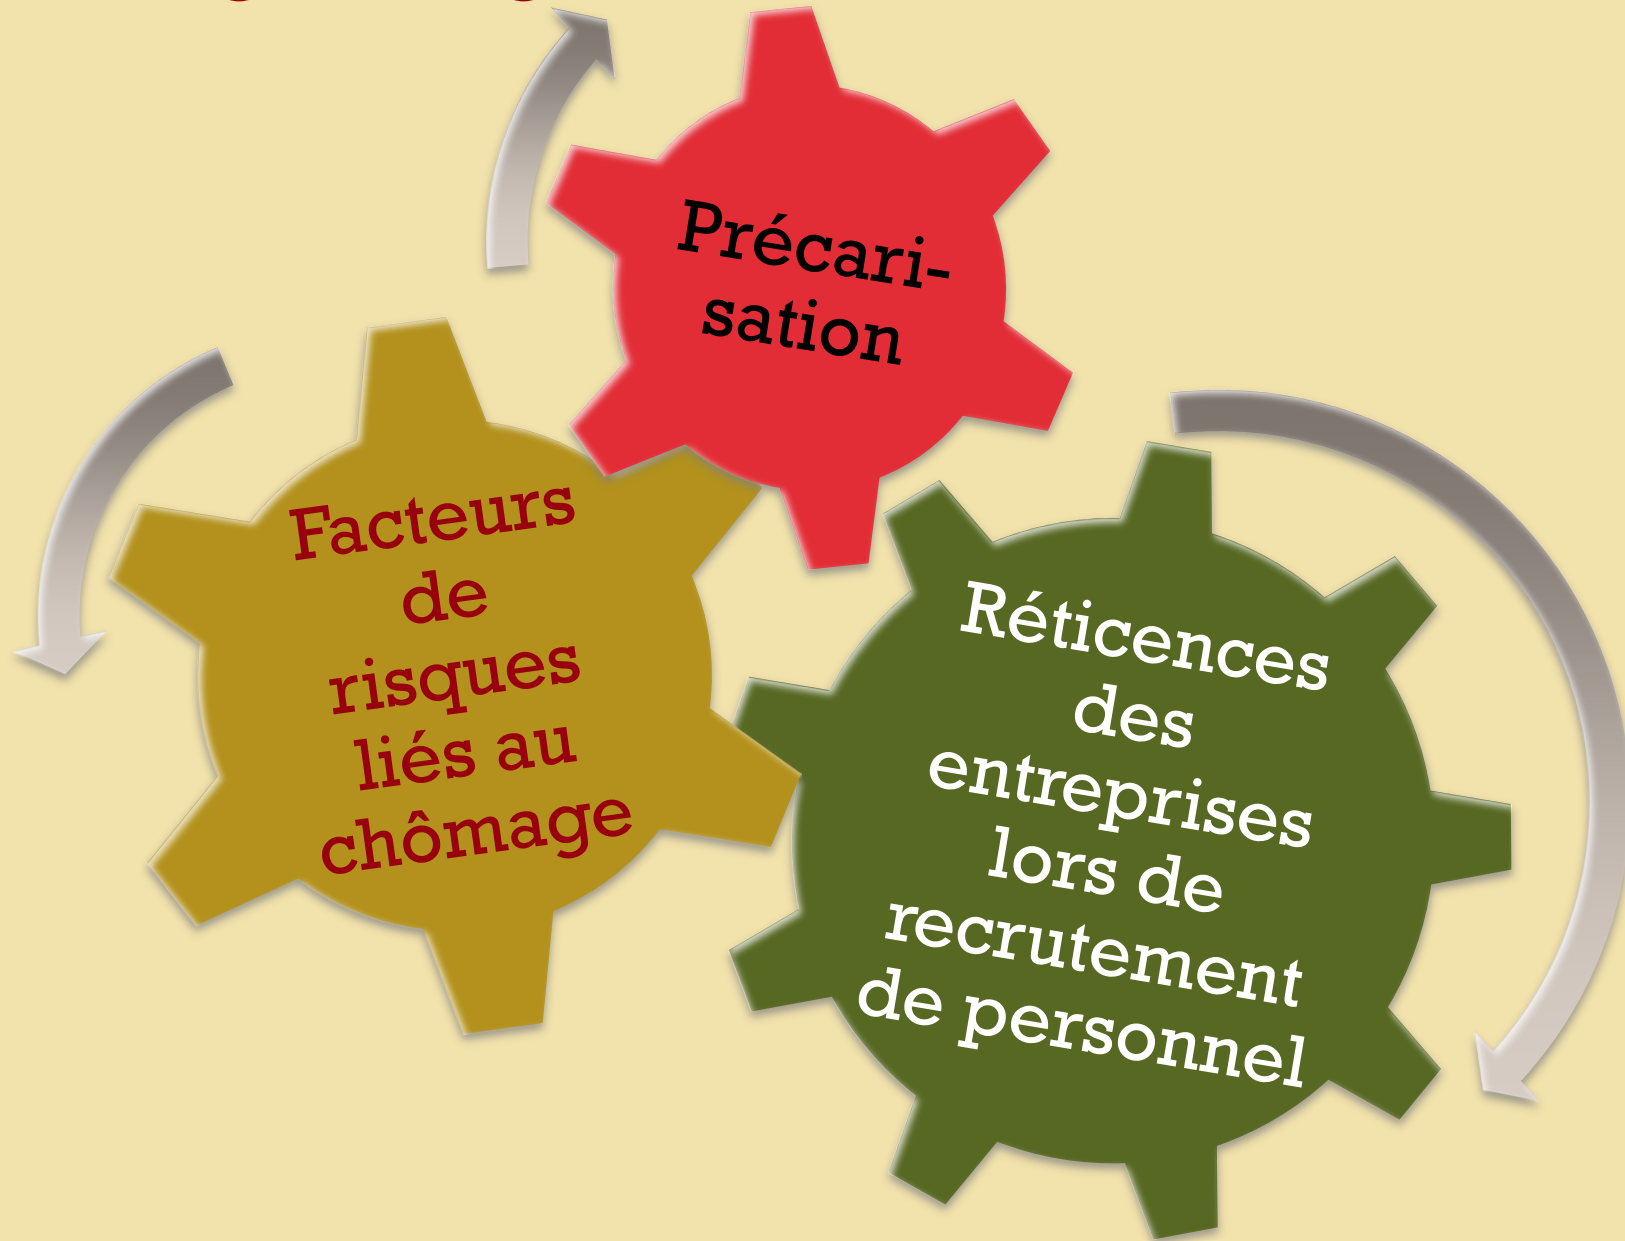 Précari-
sation
Facteurs
de
risques
liés au
chômage
Réticences
des
entreprises
lors de
recrutement
de personnel